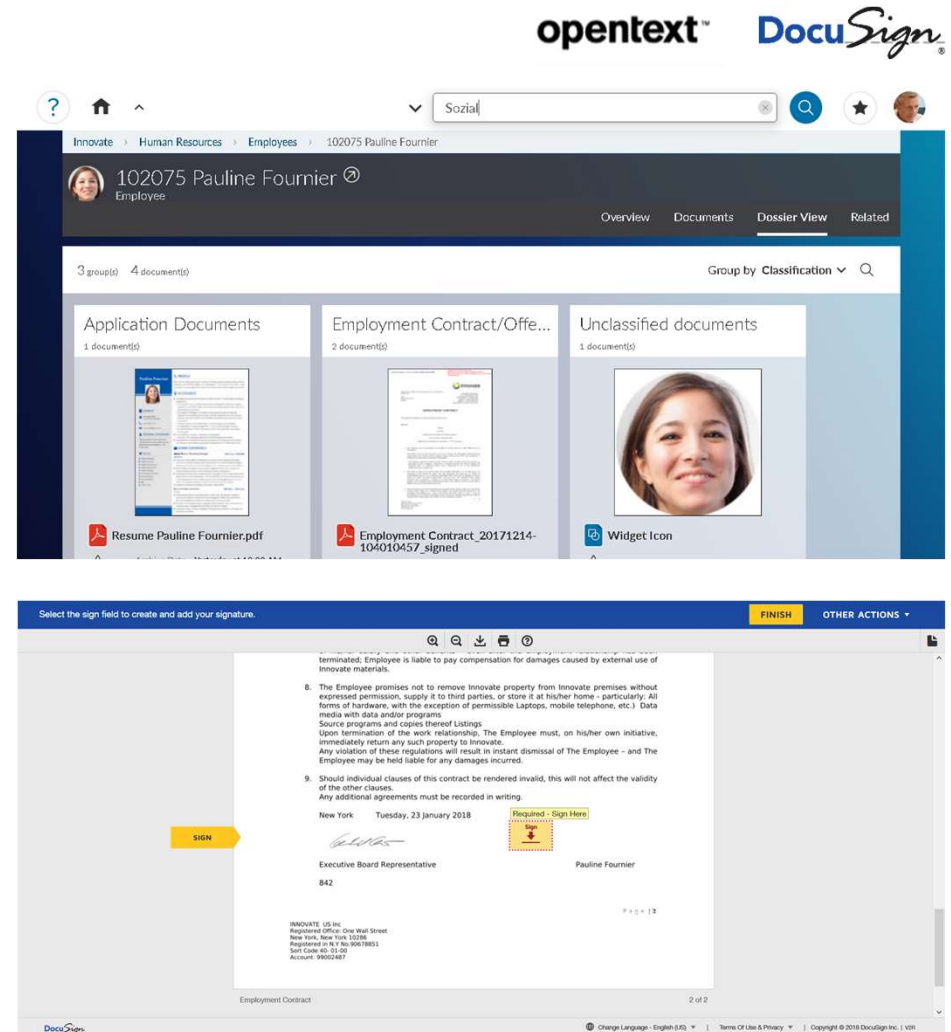 opentext™ DocuSign®
?
Sozial
Innovate > Human Resources > Employees > 102075 Pauline Fournier
102075 Pauline Fournier
Employee
Overview Documents Dossier View Related
3 group(s) 4 document(s) Group by Classification
Application Documents Employment Contract/Offe... Unclassified documents
1 document(s) 2 document(s) 1 document(s)
Resume Pauline Fournier.pdf Employment Contract_20171214-104010457_signed Widget Icon
Select the sign field to create and add your signature. FINISH OTHER ACTIONS
terminated; Employee is liable to pay compensation for damages caused by external use of
Innovate materials.
8. The Employee promises not to remove Innovate property from Innovate premises without
expressed permission, supply it to third parties, or store it at his/her home - particularly: All
forms of hardware, with the exception of permissible Laptops, mobile telephone, etc.) Data
media with data and/or programs
Source programs and copies thereof Listings
Upon termination of the work relationship, The Employee must, on his/her own initiative,
immediately return any such property to Innovate.
Any violation of these regulations will result in instant dismissal of The Employee – and The
Employee may be held liable for any damages incurred.
9. Should individual clauses of this contract be rendered invalid, this will not affect the validity
of the other clauses.
Any additional agreements must be recorded in writing.
New York Tuesday, 23 January 2018 Required - Sign Here
SIGN Sign
Executive Board Representative Pauline Fournier
842
Page | 2
INNOVATE US Inc
Registered Office: One Wall Street
New York, New York 10286
Registered in N.Y No.90678851
Sort Code 40- 01-00
Account: 99002487
Employment Contract 2 of 2
DocuSign Change Language - English (US) | Terms Of Use & Privacy | Copyright © 2018 DocuSign Inc. | V2R